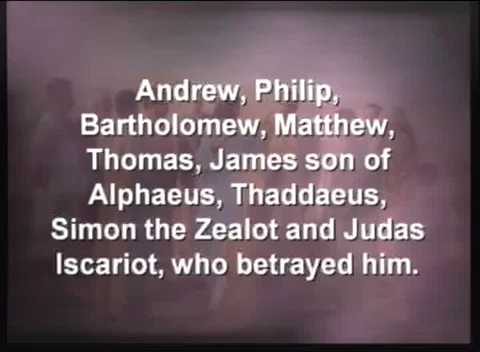 Andrew, Philip,
Bartholomew, Matthew,
Thomas, James son of
Alphaeus, Thaddaeus,
Simon the Zealot and Judas
Iscariot, who betrayed him.